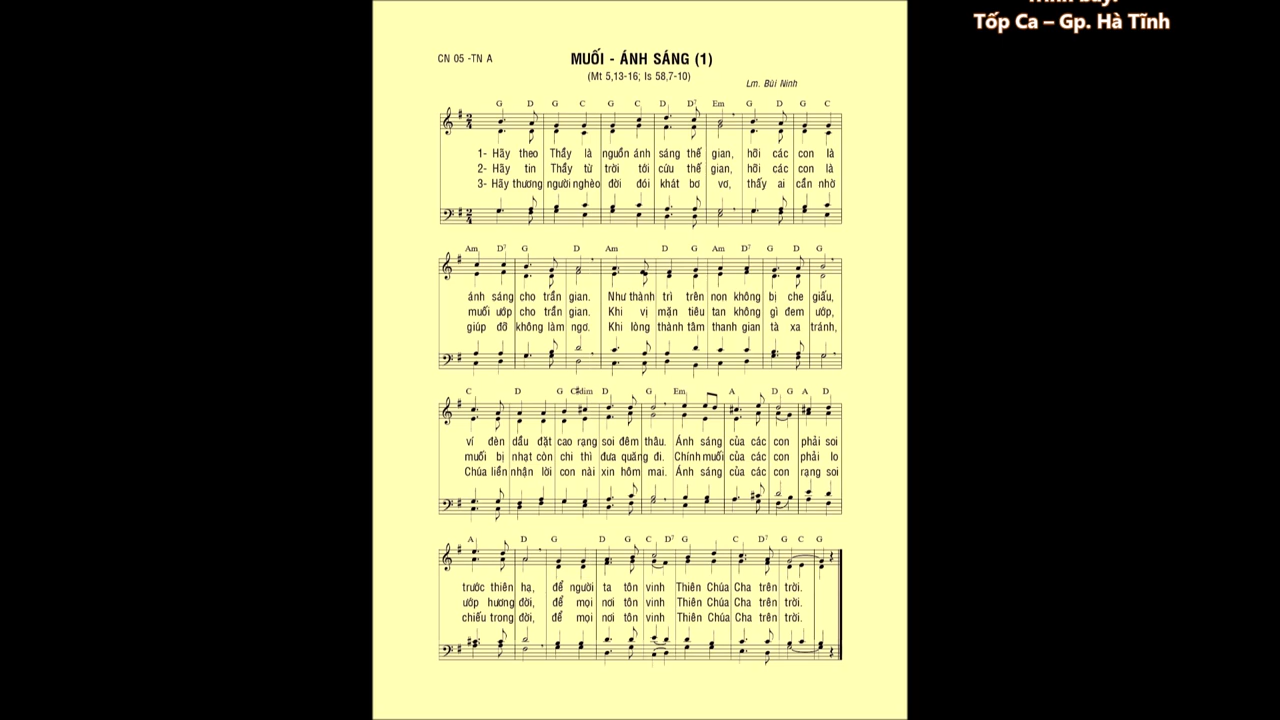 Trình bày:
Tốp Ca – Gp. Hà Tĩnh
CN 05 -TN A
MUỐI - ÁNH SÁNG (1)
(Mt 5,13-16; Is 58,7-10)
Lm. Bùi Ninh
G D G C G C D D7 Em G D G C
1- Hãy theo Thầy là nguồn ánh sáng thế gian, hỡi các con là
2- Hãy tin Thầy từ trời tới cứu thế gian, hỡi các con là
3- Hãy thương người nghèo đời đói khát bơ vơ, thấy ai cần nhờ
Am D7 G D Am D G Am D7 G D G
ánh sáng cho trần gian. Như thành trì trên non không bị che giấu,
muối ướp cho trần gian. Khi vị mặn tiêu tan không gì đem ướp,
giúp đỡ không làm ngơ. Khi lòng thành tâm thanh gian tà xa tránh,
C D G C#dim D G Em A D G A D
ví đèn dầu đặt cao rạng soi đêm thâu. Ánh sáng của các con phải soi
muối bị nhạt còn chi thì đưa quăng đi. Chính muối của các con phải lo
Chúa liền nhận lời con nài xin hôm mai. Ánh sáng của các con rạng soi
A D G D G C D7 G C D7 G C G
trước thiên hạ, để người ta tôn vinh Thiên Chúa Cha trên trời.
ướp hương đời, để mọi nơi tôn vinh Thiên Chúa Cha trên trời.
chiếu trong đời, để mọi nơi tôn vinh Thiên Chúa Cha trên trời.